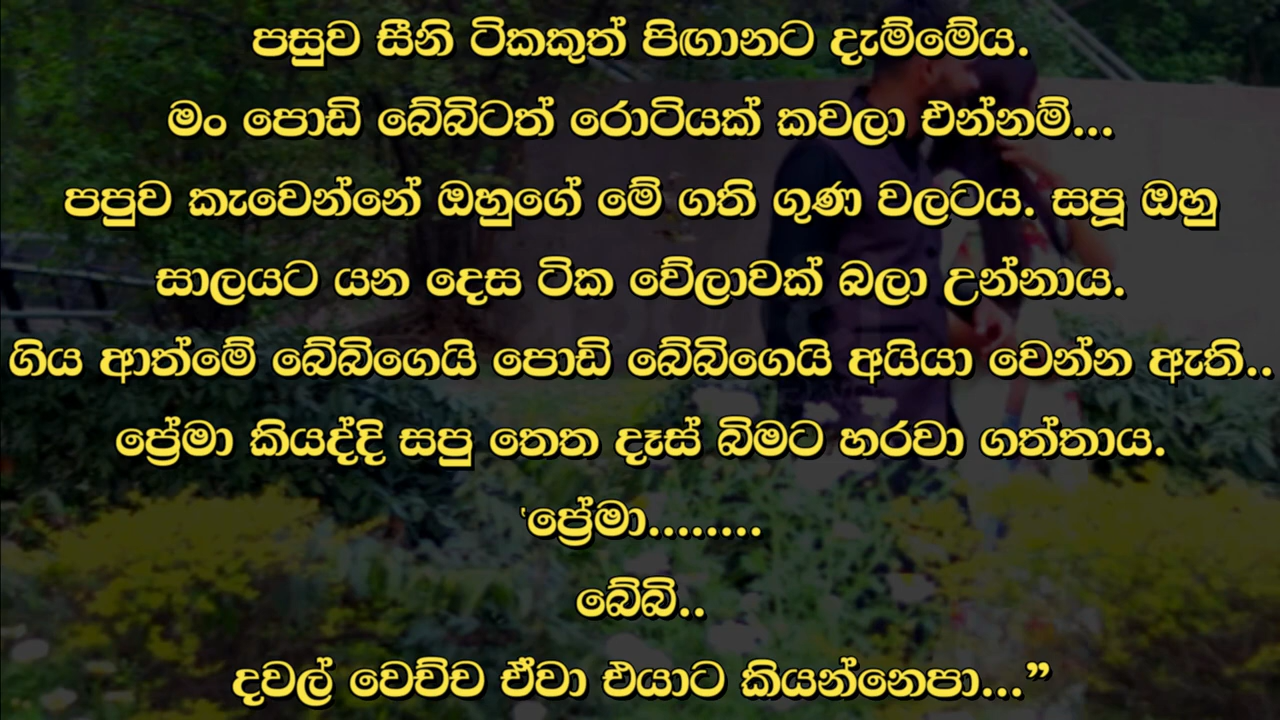 පසුව සීනි ටිකකුත් පිඟානට දැම්මේය.
මං පොඩි බේබිටත් රොටියක් කවලා එන්නම්...
පපුව කැවෙන්නේ ඔහුගේ මේ ගති ගුණ වලටය. සපූ ඔහු
සාලයට යන දෙස ටික වේලාවක් බලා උන්නාය.
ගිය ආත්මේ බේබිගෙයි පොඩි බේබිගෙයි අයියා වෙන්න ඇති..
ප්‍රේමා කියද්දි සපු තෙත දෑස් බිමට හරවා ගත්තාය.
‛ප්‍රේමා........
බේබි..
දවල් වෙච්ච ඒවා එයාට කියන්නෙපා...”